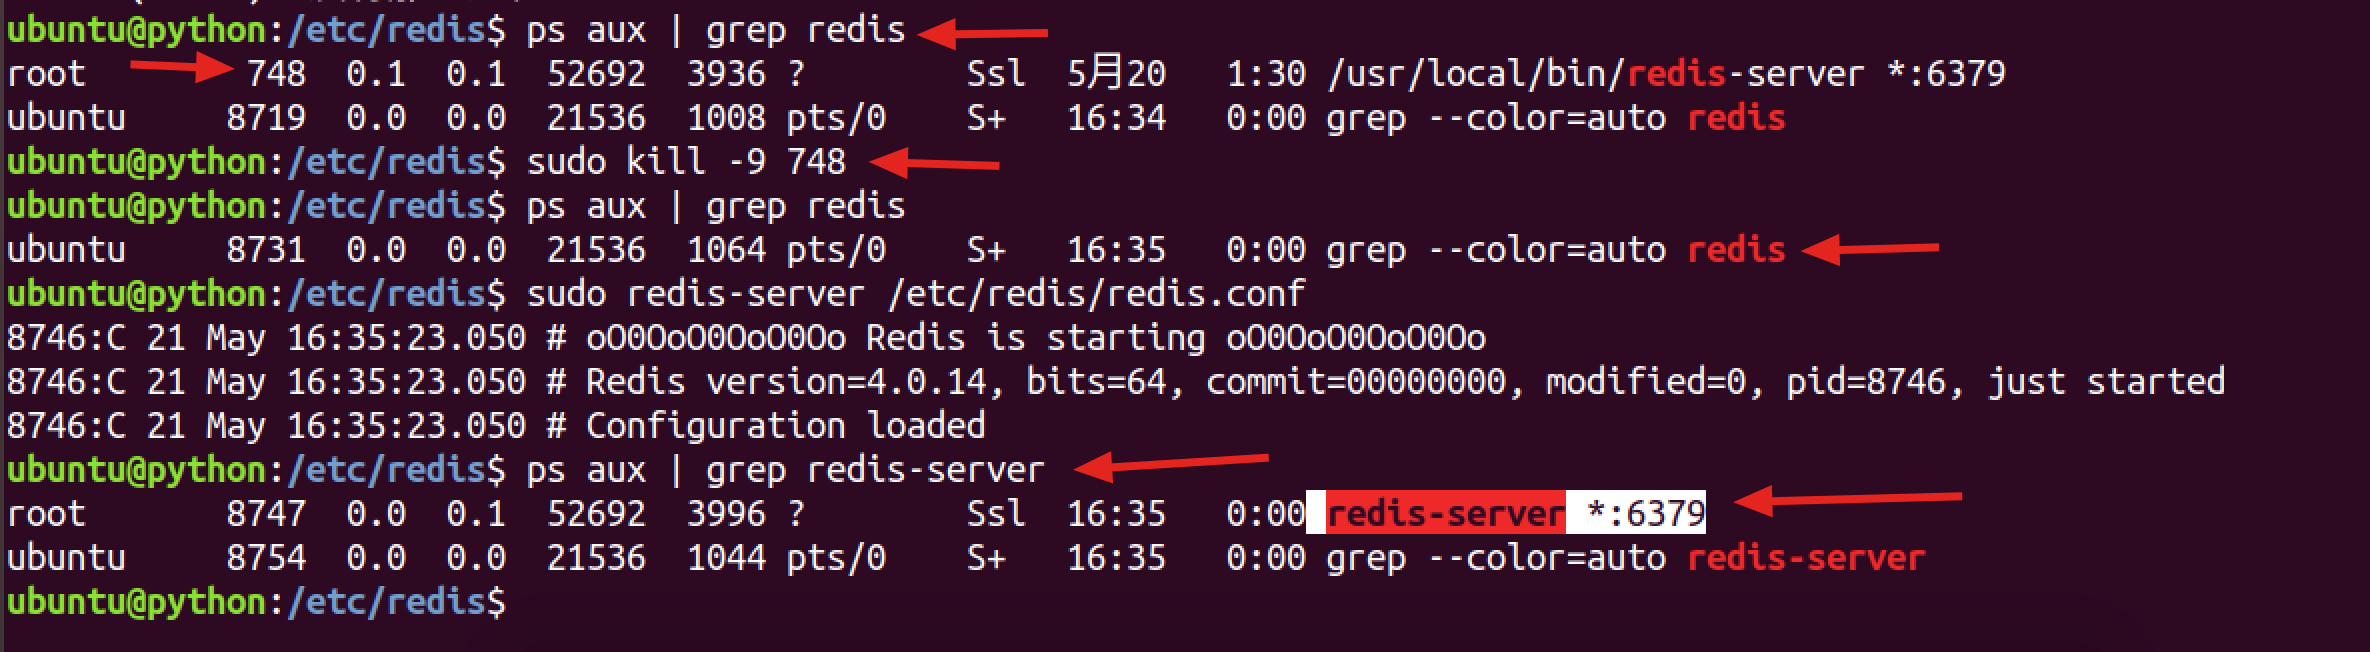 ubuntu@python:/etc/redis$ ps aux | grep redis
root 748 0.1 0.1 52692 3936 ? Ssl 5月20 1:30 /usr/local/bin/redis-server *:6379
ubuntu 8719 0.0 0.0 21536 1008 pts/0 S+ 16:34 0:00 grep --color=auto redis
ubuntu@python:/etc/redis$ sudo kill -9 748
ubuntu@python:/etc/redis$ ps aux | grep redis
ubuntu 8731 0.0 0.0 21536 1064 pts/0 S+ 16:35 0:00 grep --color=auto redis
ubuntu@python:/etc/redis$ sudo redis-server /etc/redis/redis.conf
8746:C 21 May 16:35:23.050 # oO0OoO0OoO0Oo Redis is starting oO0OoO0OoO0Oo
8746:C 21 May 16:35:23.050 # Redis version=4.0.14, bits=64, commit=00000000, modified=0, pid=8746, just started
8746:C 21 May 16:35:23.050 # Configuration loaded
ubuntu@python:/etc/redis$ ps aux | grep redis-server
root 8747 0.0 0.1 52692 3996 ? Ssl 16:35 0:00 redis-server *:6379
ubuntu 8754 0.0 0.0 21536 1044 pts/0 S+ 16:35 0:00 grep --color=auto redis-server
ubuntu@python:/etc/redis$